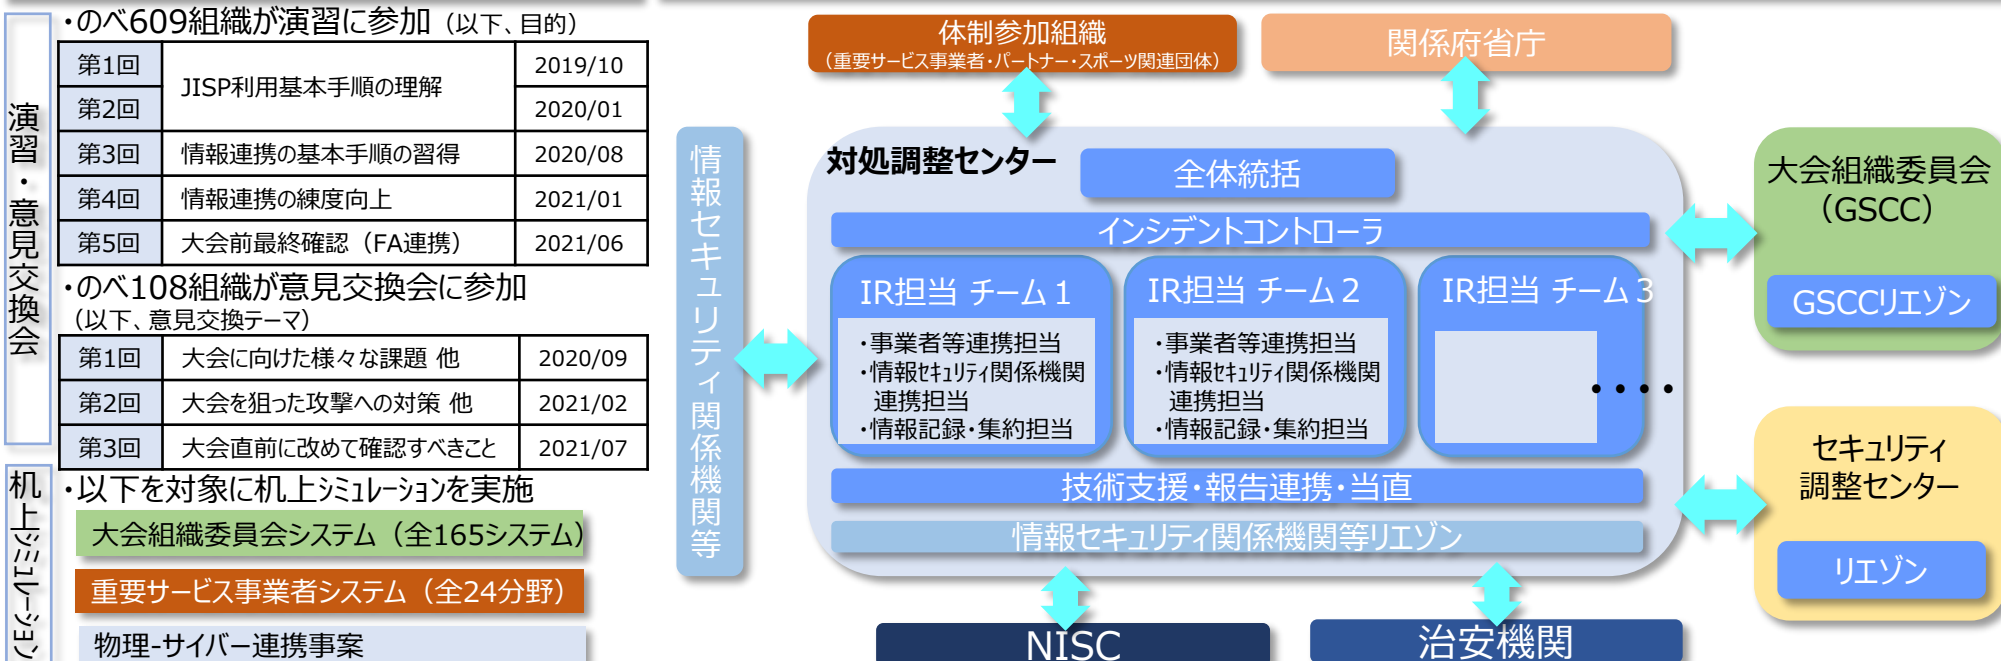 演習・意見交換会
・のべ609組織が演習に参加（以下、目的）
第1回 JISP利用基本手順の理解 2019/10
第2回 2020/01
第3回 情報連携の基本手順の習得 2020/08
第4回 情報連携の練度向上 2021/01
第5回 大会前最終確認（FA連携） 2021/06
・のべ108組織が意見交換会に参加
（以下、意見交換テーマ）
第1回 大会に向けた様々な課題 他 2020/09
第2回 大会を狙った攻撃への対策 他 2021/02
第3回 大会直前に改めて確認すべきこと 2021/07
机上ｼﾐｭﾚｰｼｮﾝ
・以下を対象に机上ｼﾐｭﾚｰｼｮﾝを実施
大会組織委員会システム（全165システム）
重要サービス事業者システム（全24分野）
物理-サイバー連携事案
体制参加組織
（重要サービス事業者・パートナー・スポーツ関連団体）
関係府省庁
情報セキュリティ関係機関等
対処調整センター
全体統括
インシデントコントローラ
IR担当 チーム１
・事業者等連携担当
・情報ｾｷｭﾘﾃｨ関係機関
連携担当
・情報記録・集約担当
IR担当 チーム２
・事業者等連携担当
・情報ｾｷｭﾘﾃｨ関係機関
連携担当
・情報記録・集約担当
IR担当 チーム３
・・・・
技術支援・報告連携・当直
情報セキュリティ関係機関等リエゾン
大会組織委員会
（GSCC）
GSCCリエゾン
セキュリティ
調整センター
リエゾン
NISC
治安機関